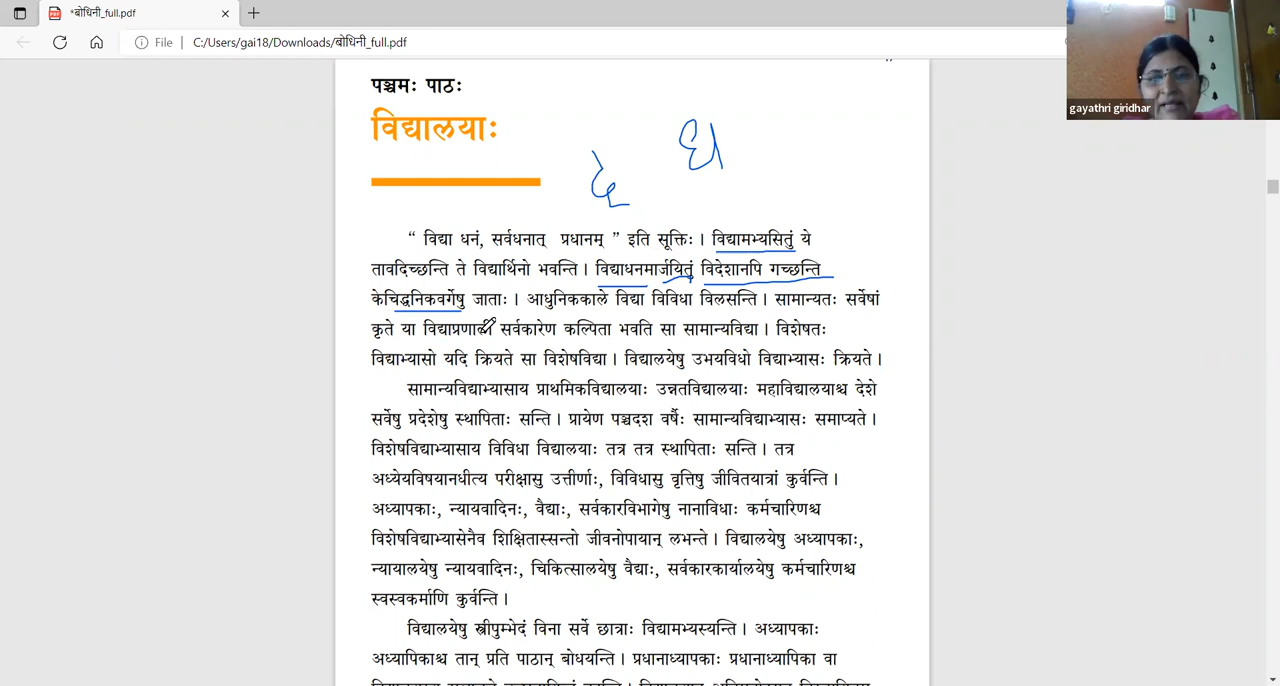 *बोधिनी_full.pdf
File | C:/Users/gai18/Downloads/बोधिनी_full.pdf
gayathri giridhar
पञ्चमः पाठः
विद्यालयाः
“ विद्या धनं, सर्वधनात् प्रधानम् ” इति सूक्तिः । विद्यामभ्यसितुं ये
तावदिच्छन्ति ते विद्यार्थिनो भवन्ति । विद्याधनमार्जयितुं विदेशानपि गच्छन्ति
केचिद्धनिकवर्गेषु जाताः । आधुनिककाले विद्या विविधा विलसन्ति । सामान्यतः सर्वेषां
कृते या सर्वकारेण कल्पिता भवति सा सामान्यविद्या । विशेषतः
विद्याभ्यासो यदि क्रियते सा विशेषविद्या । विद्यालयेषु उभयविधो विद्याभ्यासः क्रियते ।
सामान्यविद्याभ्यासाय प्राथमिकविद्यालयाः उन्नतविद्यालयाः महाविद्यालयाश्च देशे
सर्वेषु प्रदेशेषु स्थापिताः सन्ति । प्रायेण पञ्चदश वर्षैः सामान्यविद्याभ्यासः समाप्यते ।
विशेषविद्याभ्यासाय विविधा विद्यालयाः तत्र तत्र स्थापिताः सन्ति । तत्र
अध्येयविषयानधीत्य परीक्षासु उत्तीर्णाः, विविधासु वृत्तिषु जीवितयात्रां कुर्वन्ति ।
अध्यापकाः, न्यायवादिनः, वैद्याः, सर्वकारविभागेषु नानाविधाः कर्मचारिणश्च
विशेषविद्याभ्यासेनैव शिक्षितास्सन्तो जीवनोपायान् लभन्ते । विद्यालयेषु अध्यापकाः,
न्यायालयेषु न्यायवादिनः, चिकित्सालयेषु वैद्याः, सर्वकारकार्यालयेषु कर्मचारिणश्च
स्वस्वकर्माणि कुर्वन्ति ।
विद्यालयेषु स्त्रीपुम्भेदं विना सर्वे छात्राः विद्यामभ्यस्यन्ति । अध्यापकाः
अध्यापिकाश्च तान् प्रति पाठान् बोधयन्ति । प्रधानाध्यापकाः प्रधानाध्यापिका वा